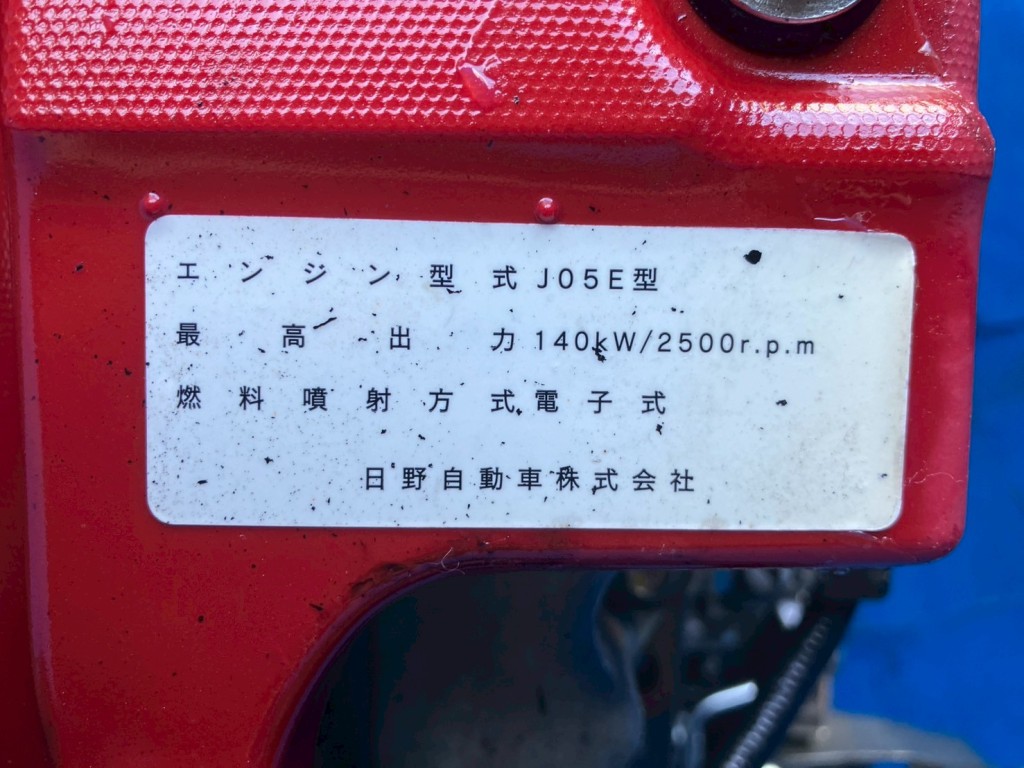 エンジン型式 J05E型
最高出力 140kW/2500r.p.m
燃料噴射方式 電子式
日野自動車株式会社